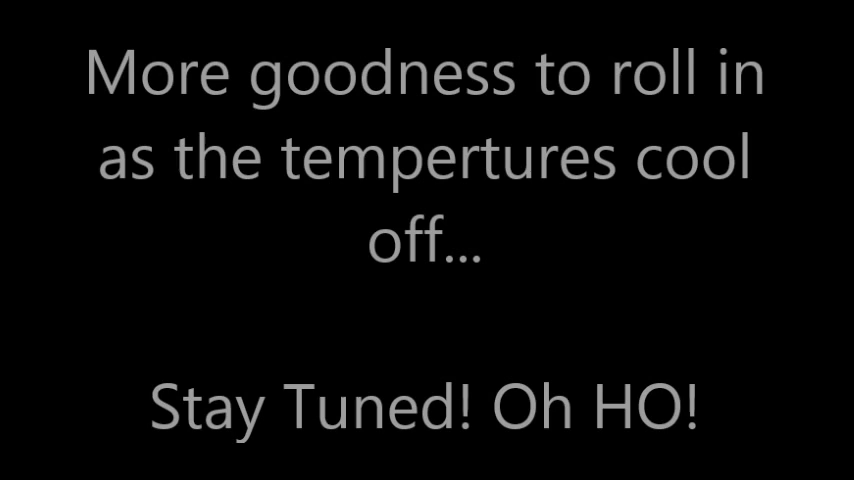 More goodness to roll in
as the tempertures cool
off...
Stay Tuned! Oh HO!